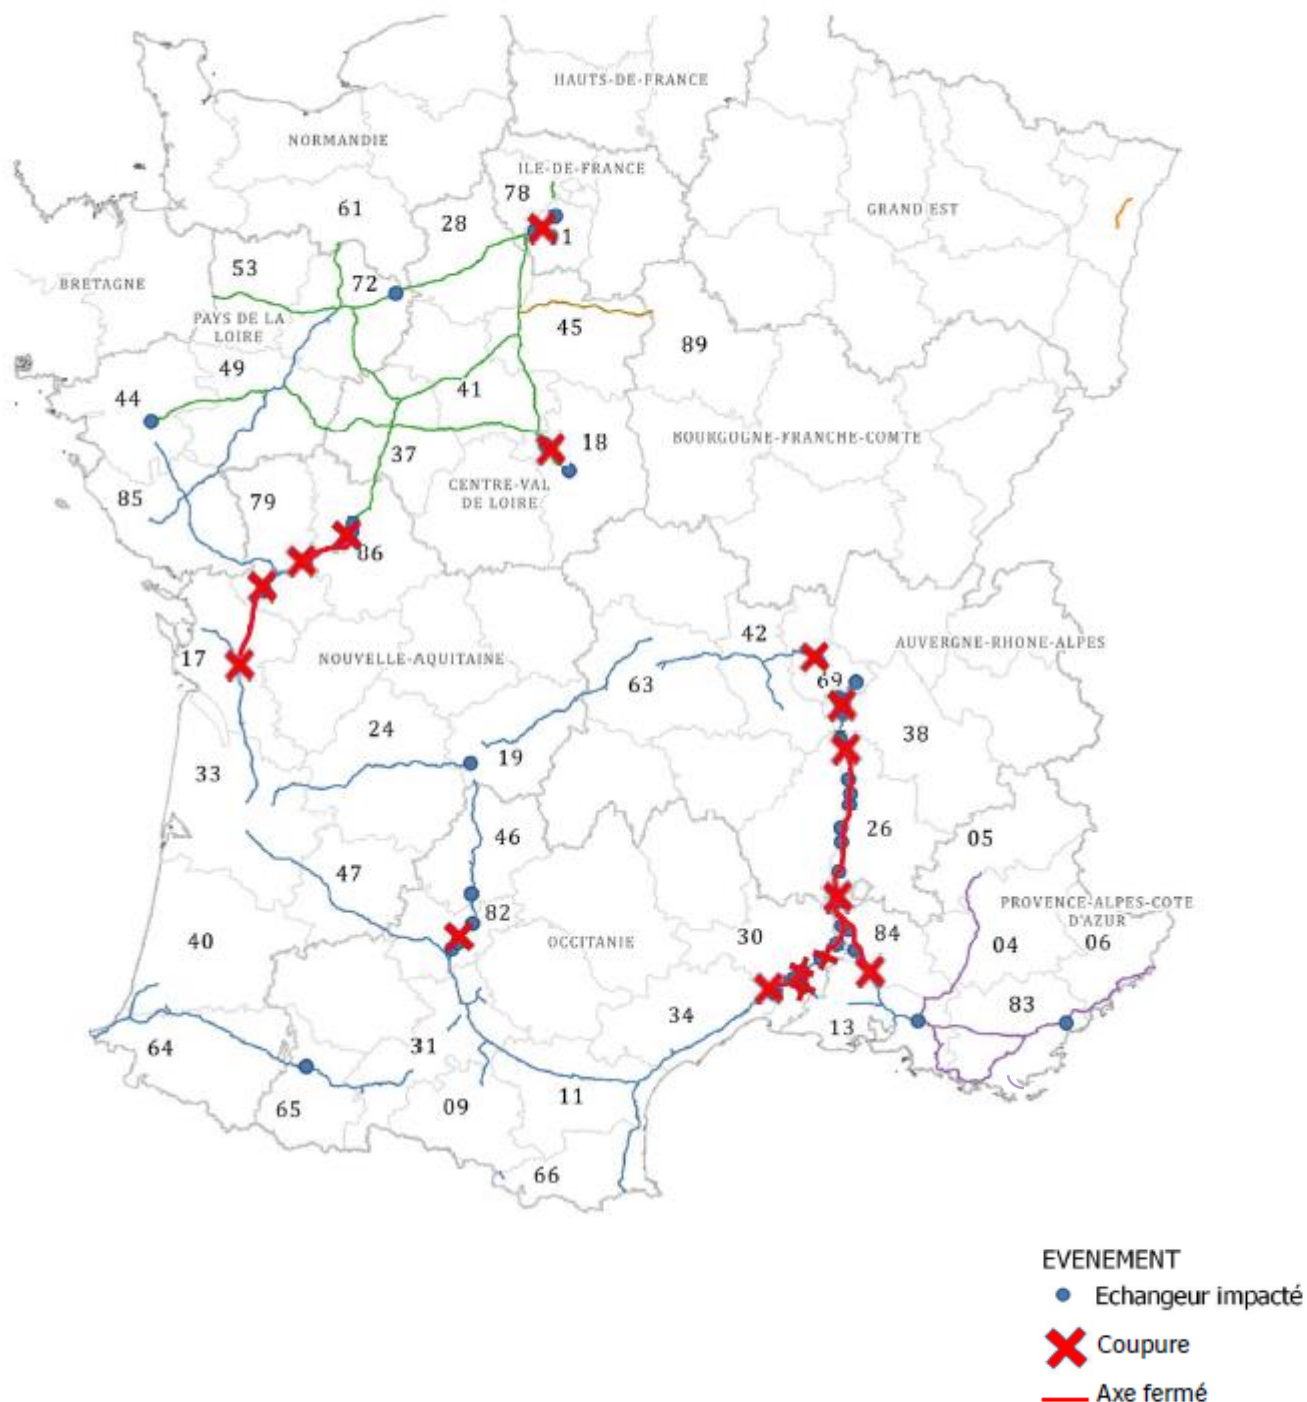 HAUTS-DE-FRANCE
NORMANDIE
ILE-DE-FRANCE
78
61
28
GRAND EST
1
53
BRETAGNE
72
PAYS DE LA
LOIRE
45
89
49
41
44
18
BOURGOGNE-FRANCHE-COMTE
37
CENTRE-VAL
DE LOIRE
85
79
86
42
AUVERGNE-RHONE-ALPES
17
NOUVELLE-AQUITAINE
63
69
24
38
19
33
26
46
05
47
82
PROVENCE-ALPES-COTE
D'AZUR
40
OCCITANIE
30
84
04
06
34
83
13
64
31
11
65
09
66
EVENEMENT
Echangeur impacté
Coupure
Axe fermé